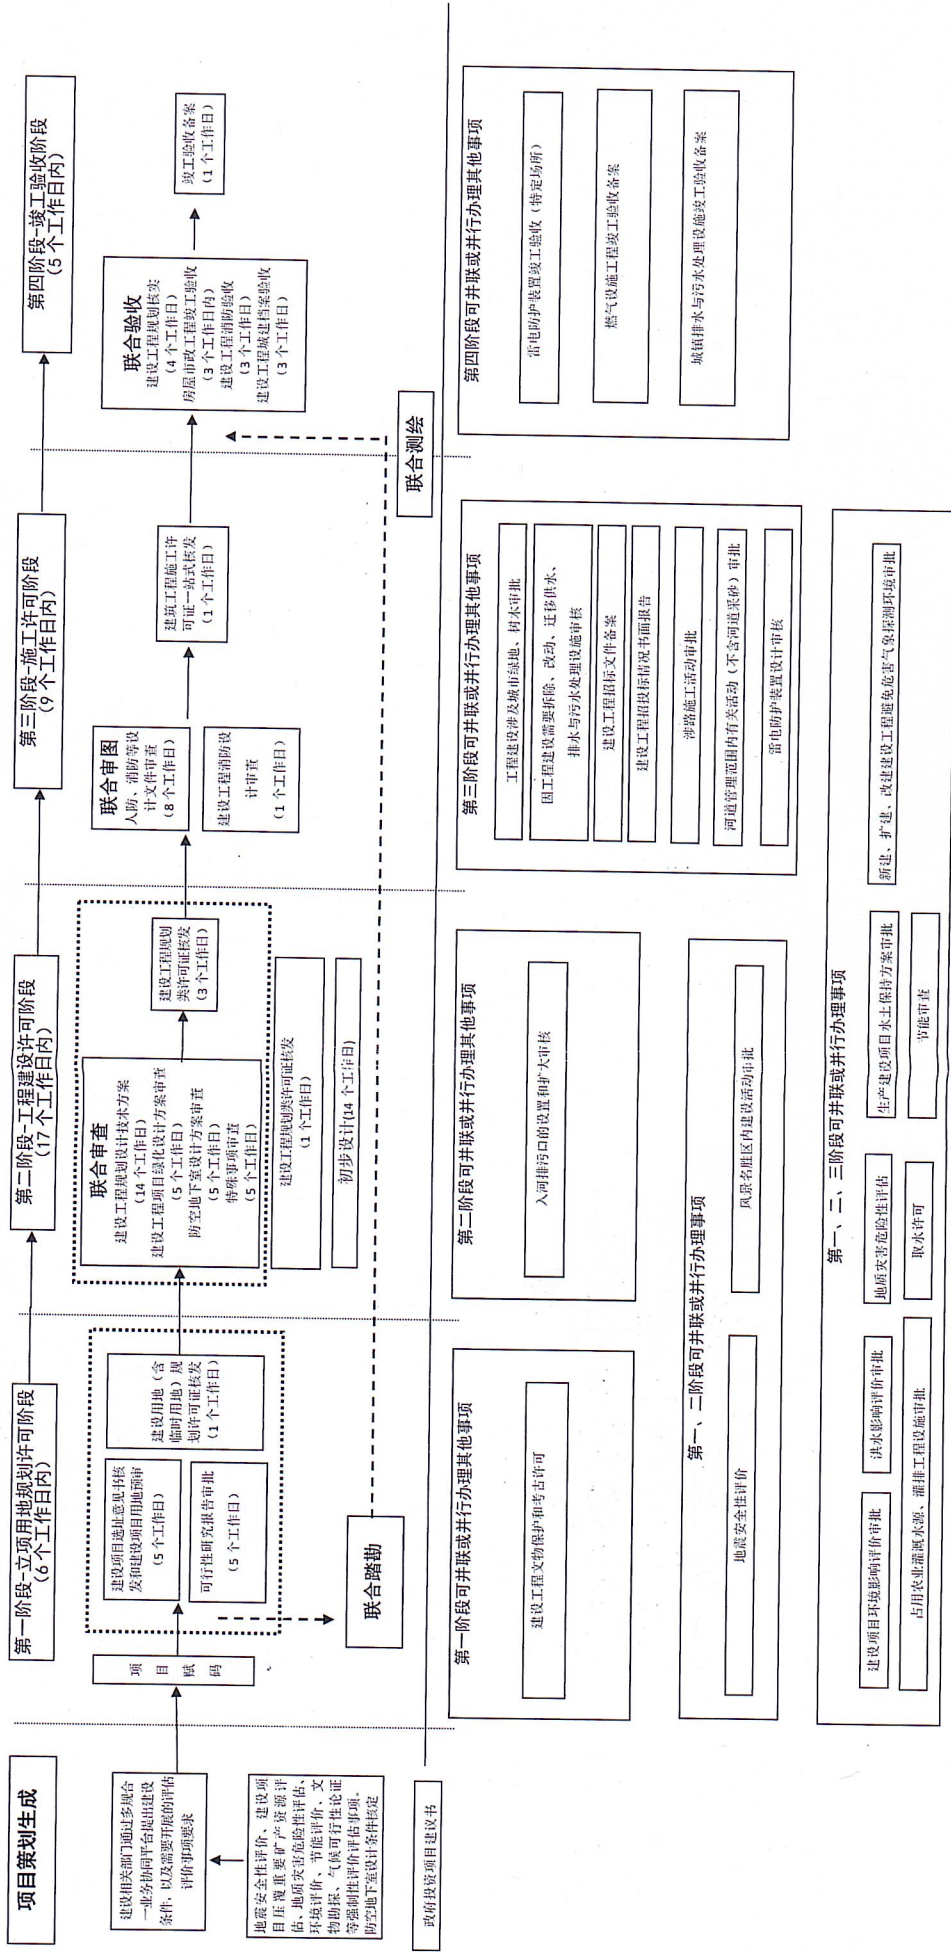 项目策划生成
建设相关部门通过多规合
一业务协同平台提出建设
条件，以及需要开展的评估
评价事项要求
地震安全性评价、建设项
目压覆重要矿产资源评
估、地质灾害危险性评估、
环境评价、节能评价、文
物勘探、气候可行性论证
等强制性评价评估事项。
防空地下室设计条件核定
政府投资项目建议书
第一阶段-立项用地规划许可阶段
（6个工作日内）
项目赋码
建设项目选址意见书核
发和建设项目用地预审
（5个工作日）
可行性研究报告审批
（5个工作日）
建设用地（含
临时用地）规
划许可证核发
（1个工作日）
联合踏勘
第二阶段-工程建设许可阶段
（17个工作日内）
联合审查
建设工程规划设计技术方案
（14个工作日）
建设工程项目绿化设计方案审查
（5个工作日）
防空地下室设计方案审查
（5个工作日）
特殊事项审查
（5个工作日）
建设工程规划
类许可证核发
（3个工作日）
建设工程规划类许可证核发
（1个工作日）
初步设计(14个工作日)
第三阶段-施工许可阶段
（9个工作日内）
联合审图
人防、消防等设
计文件审查
（8个工作日）
建设工程消防设
计审查
（1个工作日）
建筑工程施工许
可证一站式核发
（1个工作日）
第四阶段-竣工验收阶段
（5个工作日内）
联合验收
建设工程规划核实
（4个工作日）
房屋市政工程竣工验收
（3个工作日内）
建设工程消防验收
（3个工作日）
建设工程城建档案验收
（3个工作日）
竣工验收备案
（1个工作日）
联合测绘
第一阶段可并联或并行办理其他事项
建设工程文物保护和考古许可
第二阶段可并联或并行办理其他事项
入河排污口的设置和扩大审核
第三阶段可并联或并行办理其他事项
工程建设涉及城市绿地、树木审批
因工程建设需要拆除、改动、迁移供水、
排水与污水处理设施审核
建设工程招标文件备案
建设工程招投标情况书面报告
涉路施工活动审批
河道管理范围内有关活动（不含河道采砂）审批
雷电防护装置设计审核
第四阶段可并联或并行办理其他事项
雷电防护装置竣工验收（特定场所）
燃气设施工程竣工验收备案
城镇排水与污水处理设施竣工验收备案
第一、二阶段可并联或并行办理事项
地震安全性评价
风景名胜区内建设活动审批
第一、二、三阶段可并联或并行办理事项
建设项目环境影响评价审批
洪水影响评价审批
地质灾害危险性评估
生产建设项目水土保持方案审批
新建、扩建、改建建设工程避免危害气象探测环境审批
占用农业灌溉水源、灌排工程设施审批
取水许可
节能审查